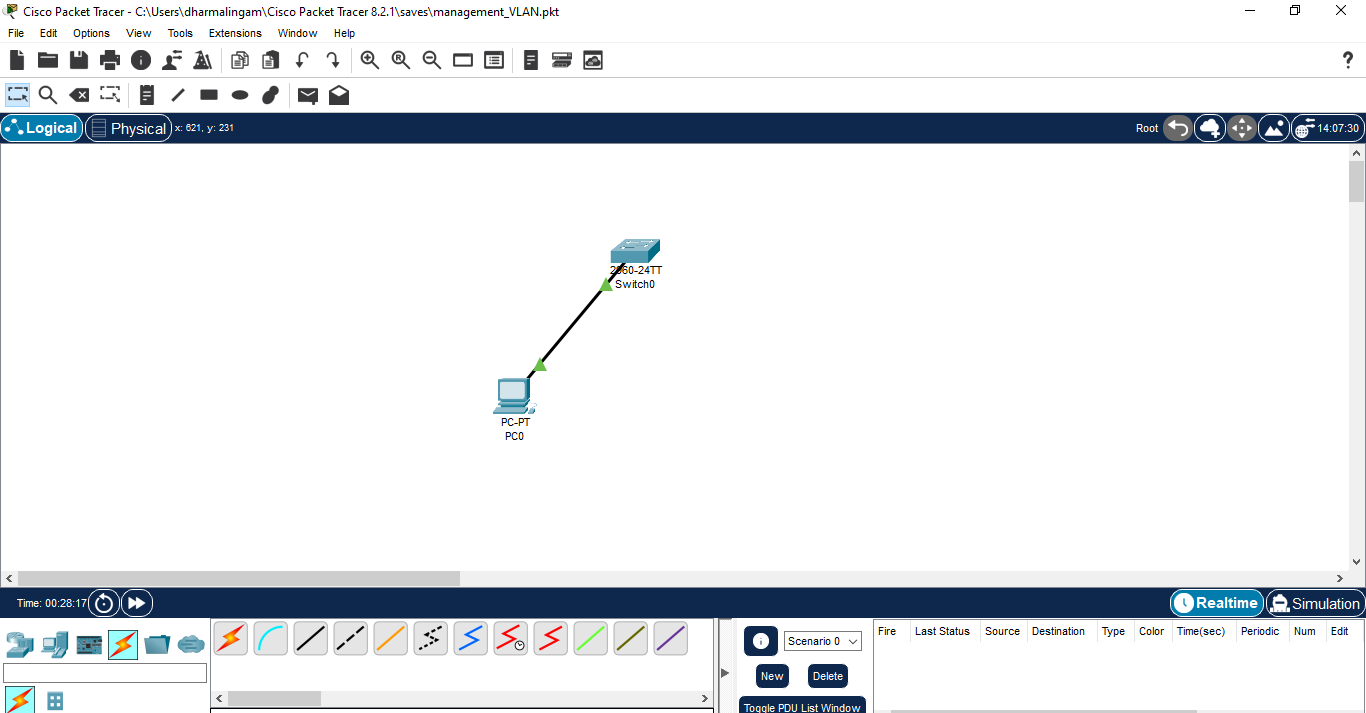 Cisco Packet Tracer - C:\Users\dharmalingam\Cisco Packet Tracer 8.2.1\saves\management_VLAN.pkt
File Edit Options View Tools Extensions Window Help
?
Logical Physical x: 621, y: 231 Root 14:07:30
2960-24TT
Switch0
PC-PT
PC0
Time: 00:28:17 Realtime Simulation
Scenario 0 Fire Last Status Source Destination Type Color Time(sec) Periodic Num Edit
New Delete
Toggle PDU List Window